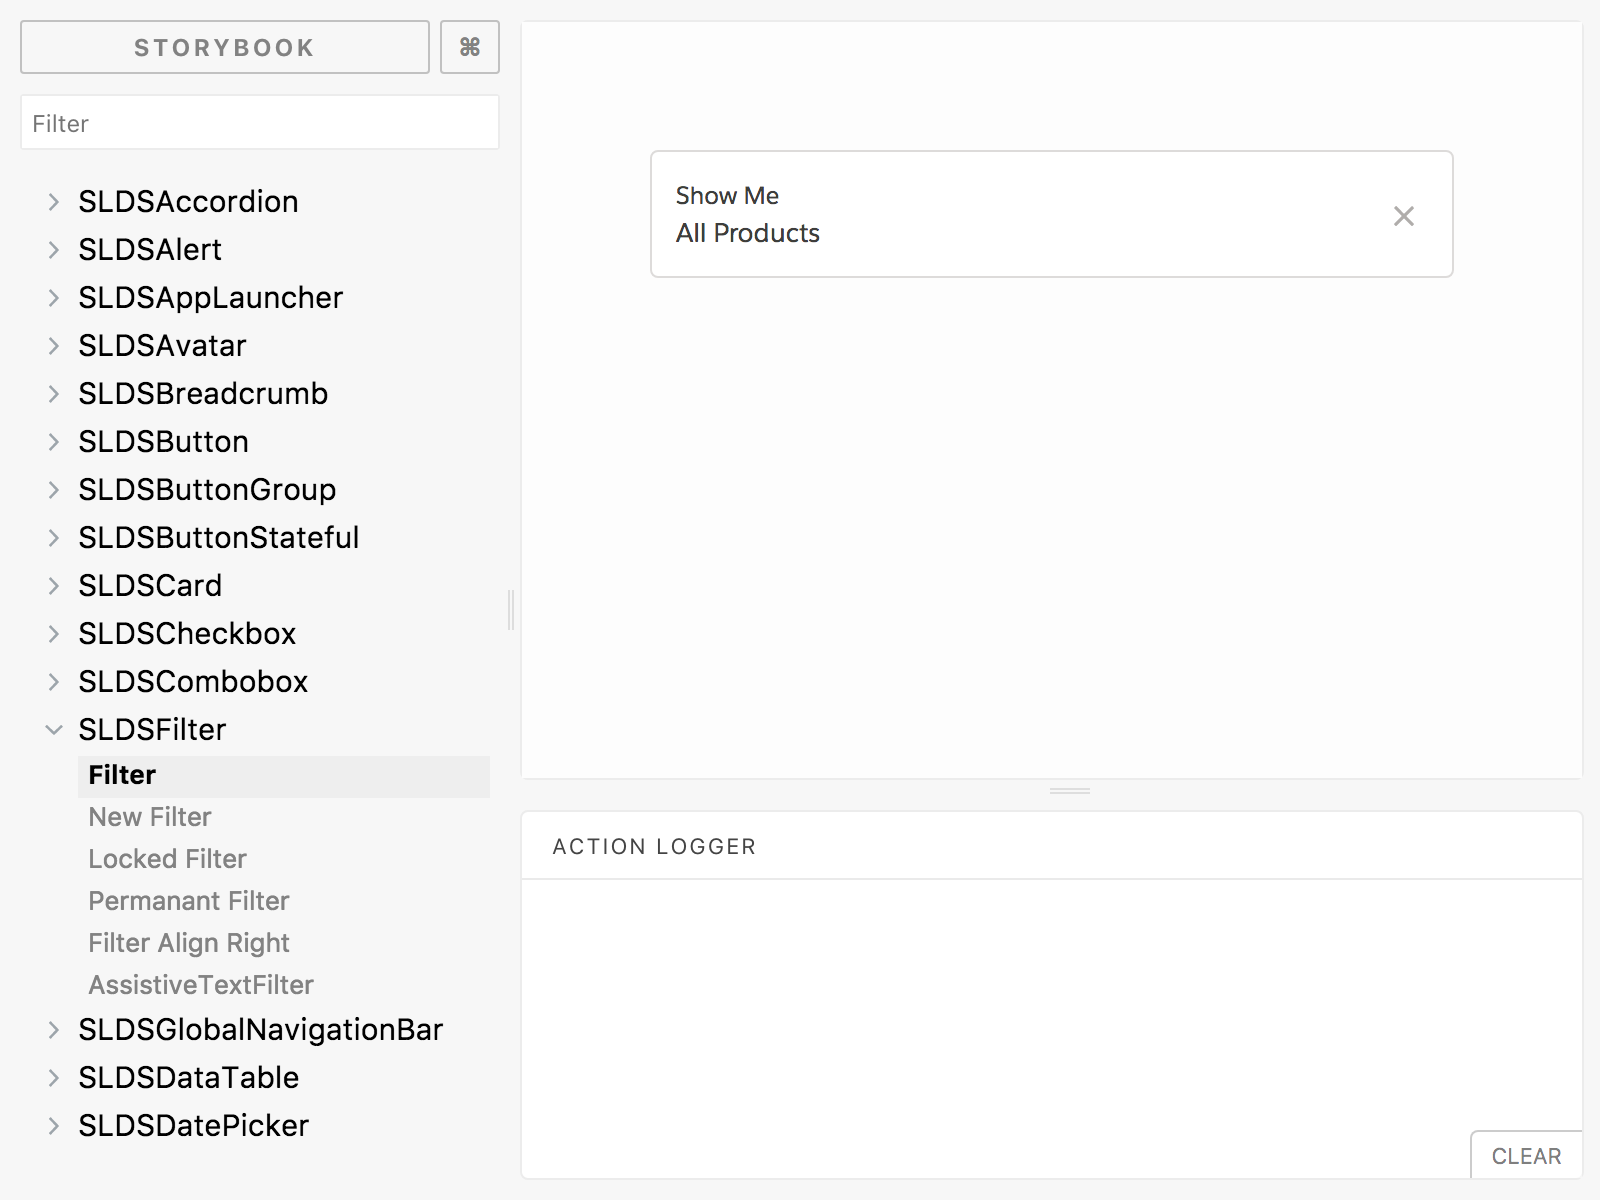 STORYBOOK
⌘
Filter
SLDSAccordion
SLDSAlert
SLDSAppLauncher
SLDSAvatar
SLDSBreadcrumb
SLDSButton
SLDSButtonGroup
SLDSButtonStateful
SLDSCard
SLDSCheckbox
SLDSCombobox
SLDSFilter
Filter
New Filter
Locked Filter
Permanant Filter
Filter Align Right
AssistiveTextFilter
SLDSGlobalNavigationBar
SLDSDataTable
SLDSDatePicker
Show Me
All Products
ACTION LOGGER
CLEAR